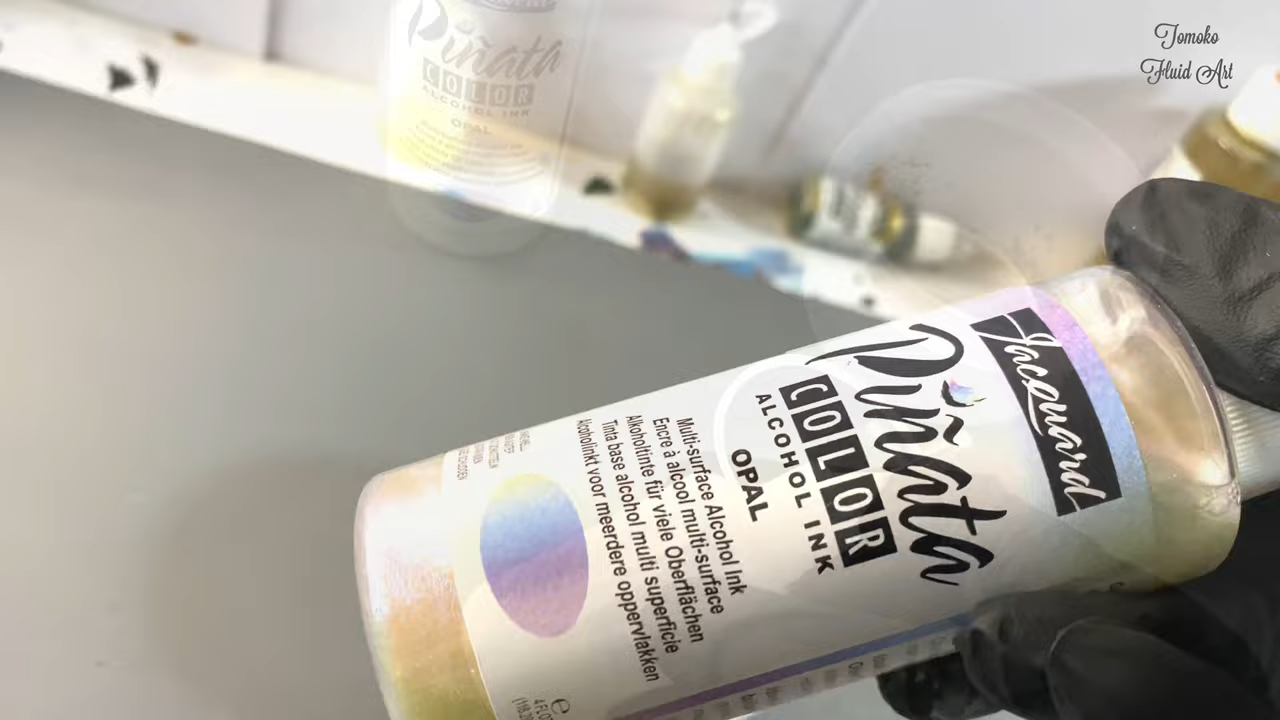 Tomoko
Fluid Art
Piñata
COLOR
ALCOHOL INK
OPAL
Jacquard
Piñata
COLOR
ALCOHOL INK
OPAL
Multi-surface Alcohol Ink
Encre à alcool multi-surface
Alkoholtinte für viele Oberflächen
Tinta base alcohol multi superficie
Alcoholinkt voor meerdere oppervlakken